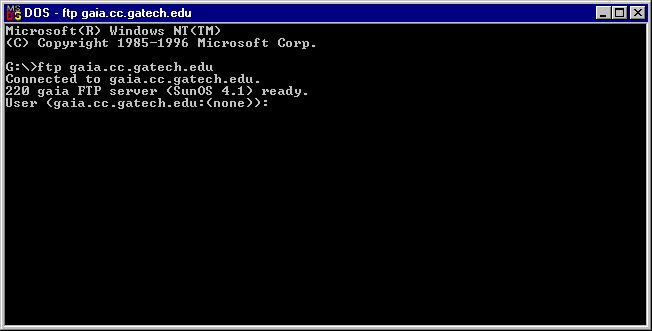 DOS - ftp gaia.cc.gatech.edu
Microsoft(R) Windows NT(TM)
(C) Copyright 1985-1996 Microsoft Corp.
G:\>ftp gaia.cc.gatech.edu
Connected to gaia.cc.gatech.edu.
220 gaia FTP server (SunOS 4.1) ready.
User (gaia.cc.gatech.edu:(none)):